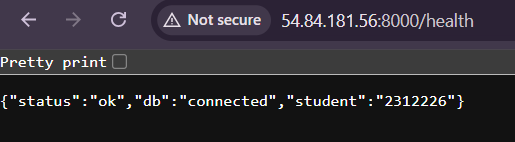 Not secure 54.84.181.56:8000/health
Pretty print
{"status":"ok","db":"connected","student":"2312226"}